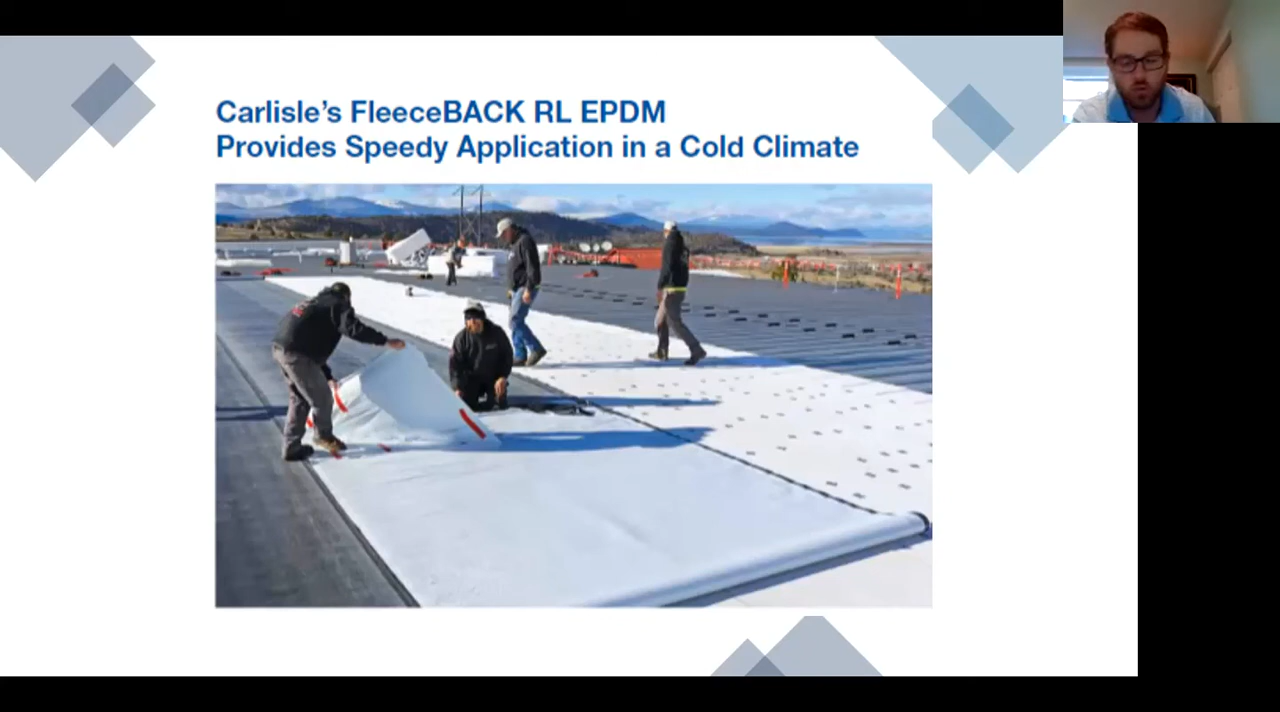 Carlisle’s FleeceBACK RL EPDM
Provides Speedy Application in a Cold Climate